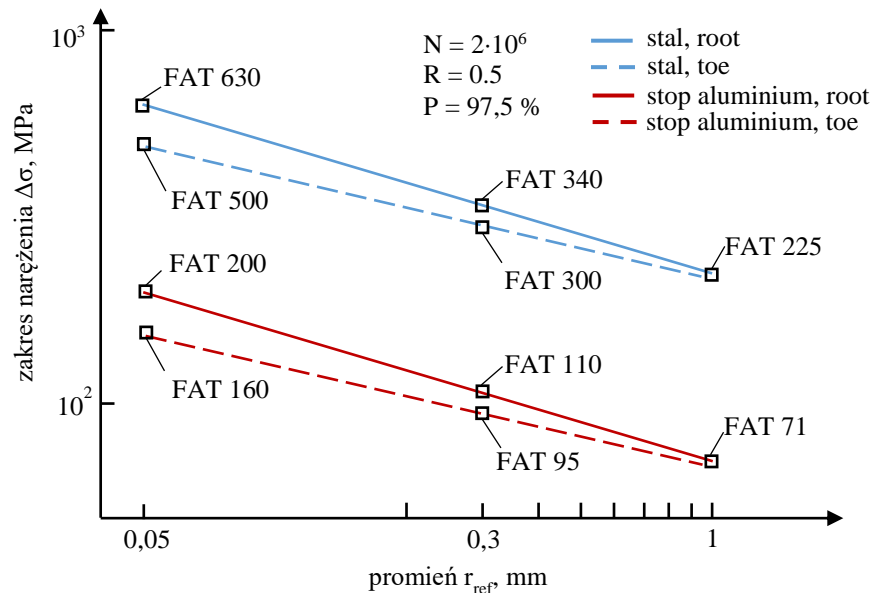 10³
zakres naręże­nia Δσ, MPa
10²
N = 2·10⁶
R = 0.5
P = 97,5 %
stal, root
stal, toe
stop aluminium, root
stop aluminium, toe
FAT 630
FAT 500
FAT 340
FAT 300
FAT 225
FAT 200
FAT 160
FAT 110
FAT 95
FAT 71
0,05
0,3
1
promień r_ref, mm